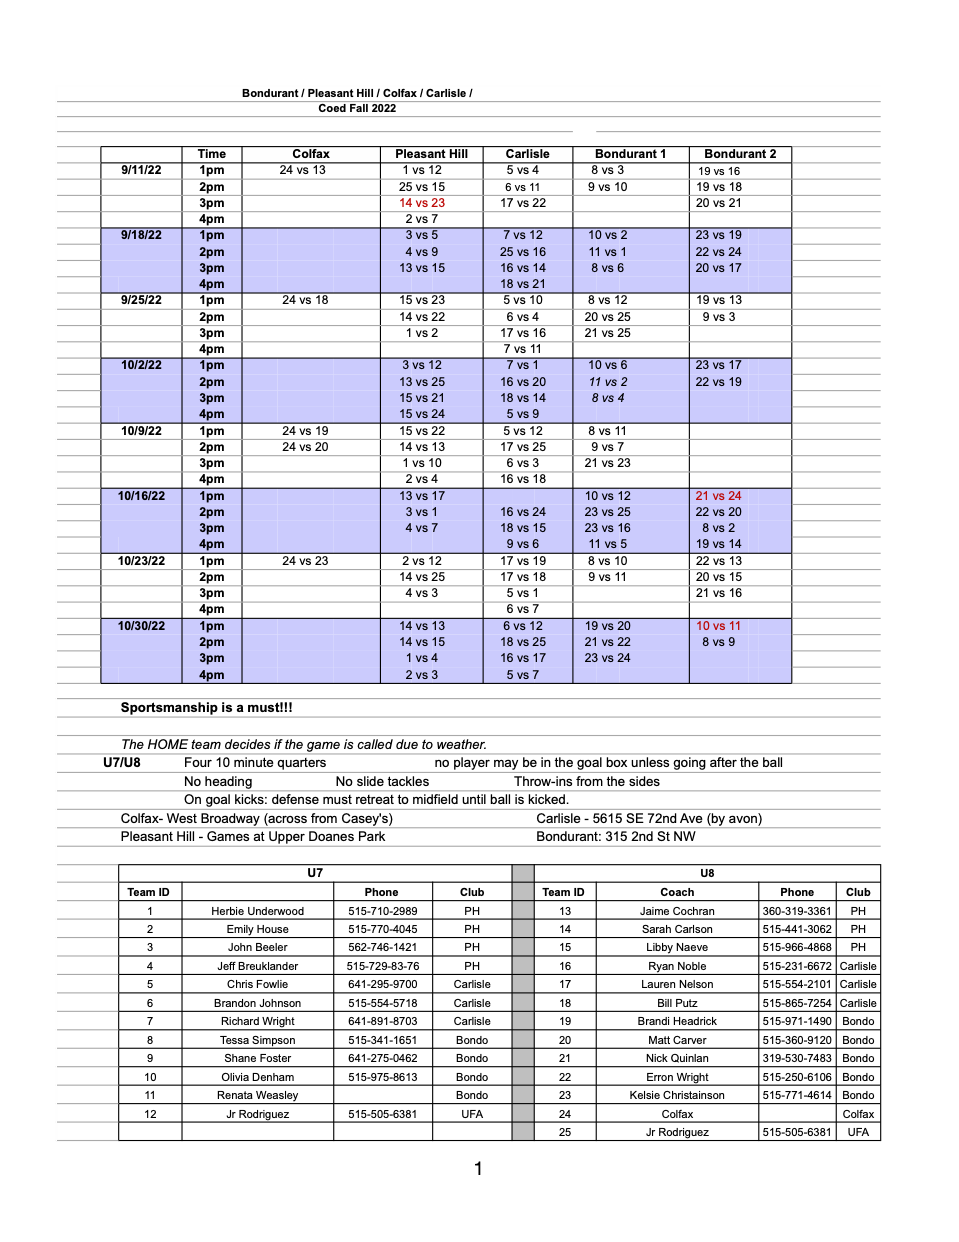 Bondurant / Pleasant Hill / Colfax / Carlisle /
Coed Fall 2022
Time Colfax Pleasant Hill Carlisle Bondurant 1 Bondurant 2
9/11/22 1pm 24 vs 13 1 vs 12 5 vs 4 8 vs 3 19 vs 16
2pm 25 vs 15 6 vs 11 9 vs 10 19 vs 18
3pm 14 vs 23 17 vs 22 20 vs 21
4pm 2 vs 7
9/18/22 1pm 3 vs 5 7 vs 12 10 vs 2 23 vs 19
2pm 4 vs 9 25 vs 16 11 vs 1 22 vs 24
3pm 13 vs 15 16 vs 14 8 vs 6 20 vs 17
4pm 18 vs 21
9/25/22 1pm 24 vs 18 15 vs 23 5 vs 10 8 vs 12 19 vs 13
2pm 14 vs 22 6 vs 4 20 vs 25 9 vs 3
3pm 1 vs 2 17 vs 16 21 vs 25
4pm 7 vs 11
10/2/22 1pm 3 vs 12 7 vs 1 10 vs 6 23 vs 17
2pm 13 vs 25 16 vs 20 11 vs 2 22 vs 19
3pm 15 vs 21 18 vs 14 8 vs 4
4pm 15 vs 24 5 vs 9
10/9/22 1pm 24 vs 19 15 vs 22 5 vs 12 8 vs 11
2pm 24 vs 20 14 vs 13 17 vs 25 9 vs 7
3pm 1 vs 10 6 vs 3 21 vs 23
4pm 2 vs 4 16 vs 18
10/16/22 1pm 13 vs 17 10 vs 12 21 vs 24
2pm 3 vs 1 16 vs 24 23 vs 25 22 vs 20
3pm 4 vs 7 18 vs 15 23 vs 16 8 vs 2
4pm 9 vs 6 11 vs 5 19 vs 14
10/23/22 1pm 24 vs 23 2 vs 12 17 vs 19 8 vs 10 22 vs 13
2pm 14 vs 25 17 vs 18 9 vs 11 20 vs 15
3pm 4 vs 3 5 vs 1 21 vs 16
4pm 6 vs 7
10/30/22 1pm 14 vs 13 6 vs 12 19 vs 20 10 vs 11
2pm 14 vs 15 18 vs 25 21 vs 22 8 vs 9
3pm 1 vs 4 16 vs 17 23 vs 24
4pm 2 vs 3 5 vs 7
Sportsmanship is a must!!!
The HOME team decides if the game is called due to weather.
U7/U8 Four 10 minute quarters no player may be in the goal box unless going after the ball
No heading No slide tackles Throw-ins from the sides
On goal kicks: defense must retreat to midfield until ball is kicked.
Colfax- West Broadway (across from Casey's) Carlisle - 5615 SE 72nd Ave (by avon)
Pleasant Hill - Games at Upper Doanes Park Bondurant: 315 2nd St NW
U7 U8
Team ID Phone Club Team ID Coach Phone Club
1 Herbie Underwood 515-710-2989 PH 13 Jaime Cochran 360-319-3361 PH
2 Emily House 515-770-4045 PH 14 Sarah Carlson 515-441-3062 PH
3 John Beeler 562-746-1421 PH 15 Libby Naeve 515-966-4868 PH
4 Jeff Breuklander 515-729-83-76 PH 16 Ryan Noble 515-231-6672 Carlisle
5 Chris Fowlie 641-295-9700 Carlisle 17 Lauren Nelson 515-554-2101 Carlisle
6 Brandon Johnson 515-554-5718 Carlisle 18 Bill Putz 515-865-7254 Carlisle
7 Richard Wright 641-891-8703 Carlisle 19 Brandi Headrick 515-971-1490 Bondo
8 Tessa Simpson 515-341-1651 Bondo 20 Matt Carver 515-360-9120 Bondo
9 Shane Foster 641-275-0462 Bondo 21 Nick Quinlan 319-530-7483 Bondo
10 Olivia Denham 515-975-8613 Bondo 22 Erron Wright 515-250-6106 Bondo
11 Renata Weasley Bondo 23 Kelsie Christainson 515-771-4614 Bondo
12 Jr Rodriguez 515-505-6381 UFA 24 Colfax Colfax
25 Jr Rodriguez 515-505-6381 UFA
1